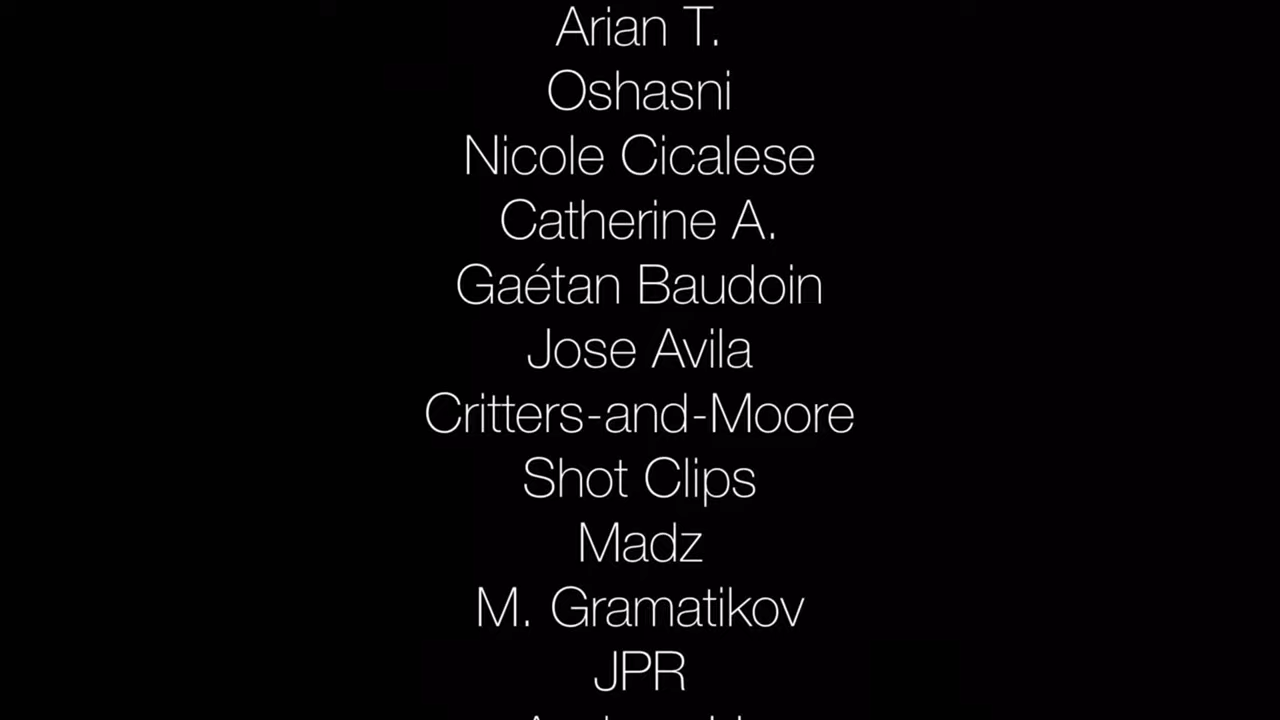 Arian T.
Oshasni
Nicole Cicalese
Catherine A.
Gaétan Baudoin
Jose Avila
Critters-and-Moore
Shot Clips
Madz
M. Gramatikov
JPR